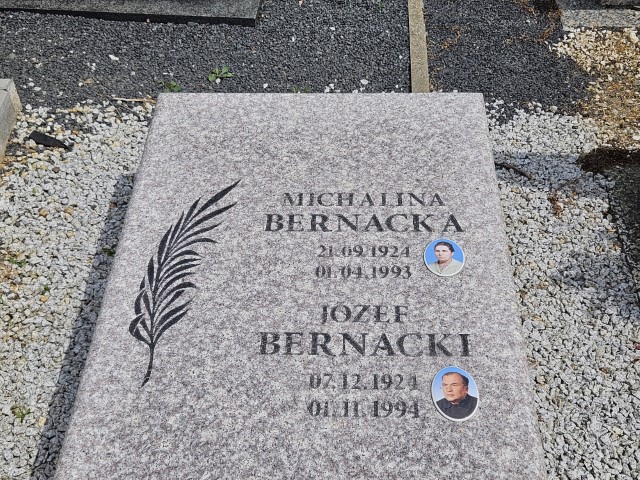 MICHALINA
BERNACKA
21.09.1924
01.04.1993
JÓZEF
BERNACKI
07.12.1924
01.11.1994